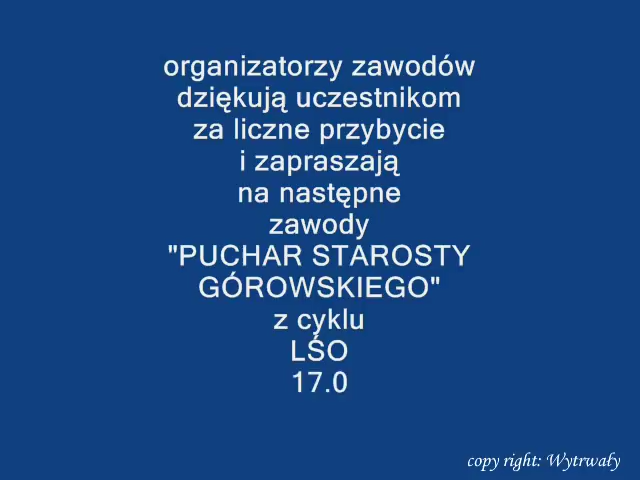 organizatorzy zawodów
dziękują uczestnikom
za liczne przybycie
i zapraszają
na następne
zawody
"PUCHAR STAROSTY
GÓROWSKIEGO"
z cyklu
LŚO
17.0
copy right: Wytrwały